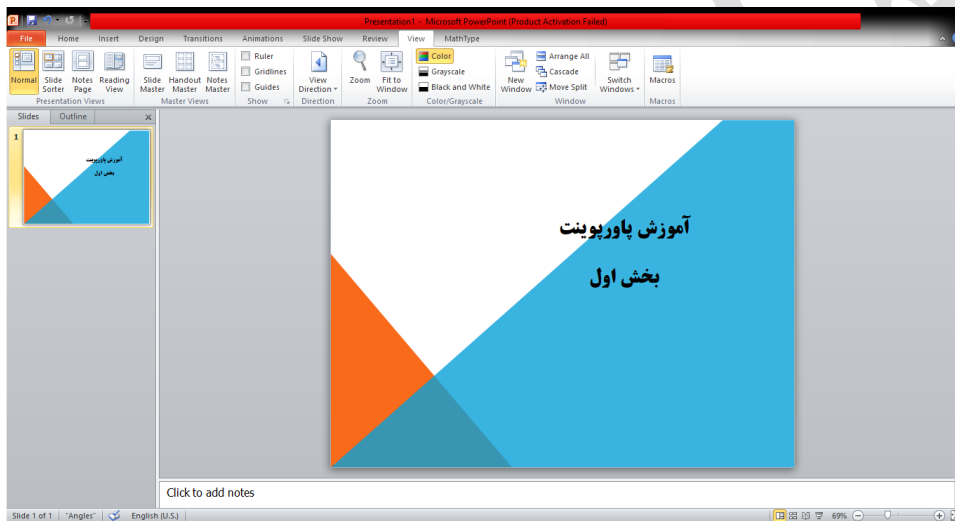 Presentation1 - Microsoft PowerPoint (Product Activation Failed)
File Home Insert Design Transitions Animations Slide Show Review View MathType
Normal Slide Sorter Notes Page Reading View
Presentation Views
Slide Master Handout Master Notes Master
Master Views
Ruler
Gridlines
Guides
Show
View Direction
Direction
Zoom Fit to Window
Zoom
Color
Grayscale
Black and White
Color/Grayscale
New Window
Arrange All
Cascade
Move Split
Switch Windows
Window
Macros
Macros
Slides Outline
1
آموزش پاورپوینت
بخش اول
آموزش پاورپوینت
بخش اول
Click to add notes
Slide 1 of 1 "Angles" English (U.S.) 69%